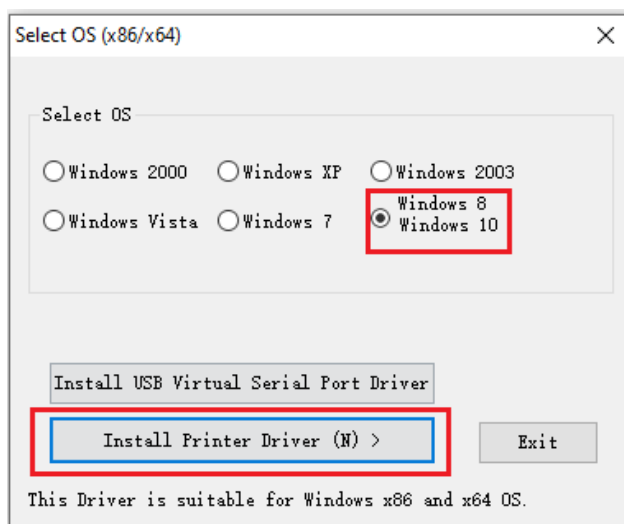 Select OS (x86/x64)
Select OS
Windows 2000 Windows XP Windows 2003
Windows Vista Windows 7 Windows 8
Windows 10
Install USB Virtual Serial Port Driver
Install Printer Driver (N) >
Exit
This Driver is suitable for Windows x86 and x64 OS.